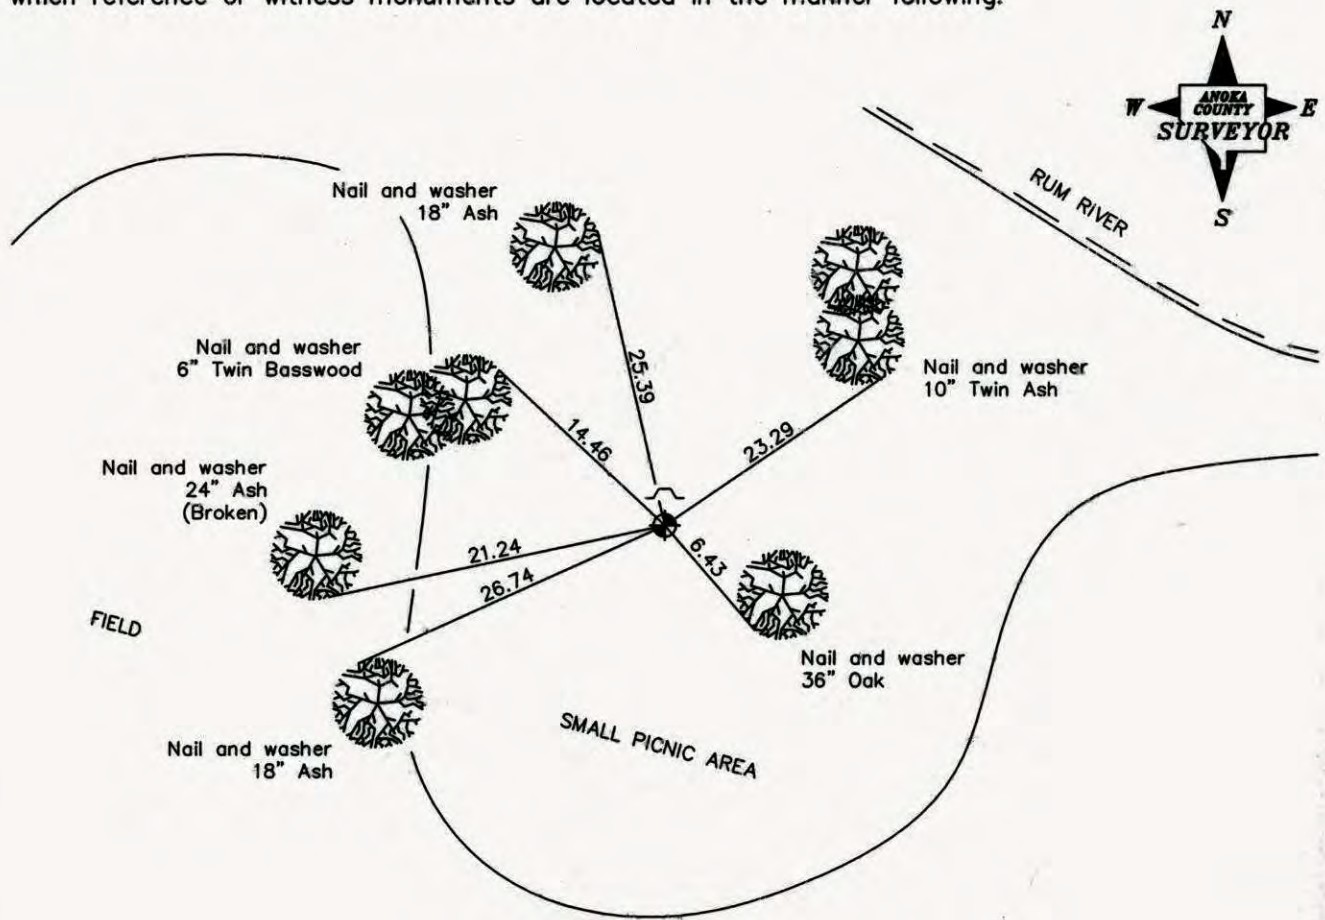 which reference or witness monuments are located in the manner following:
N
W
ANOKA
COUNTY
SURVEYOR
E
S
RUM RIVER
Nail and washer
18" Ash
Nail and washer
6" Twin Basswood
25.39
14.46
23.29
Nail and washer
10" Twin Ash
Nail and washer
24" Ash
(Broken)
21.24
26.74
6.43
FIELD
Nail and washer
36" Oak
SMALL PICNIC AREA
Nail and washer
18" Ash